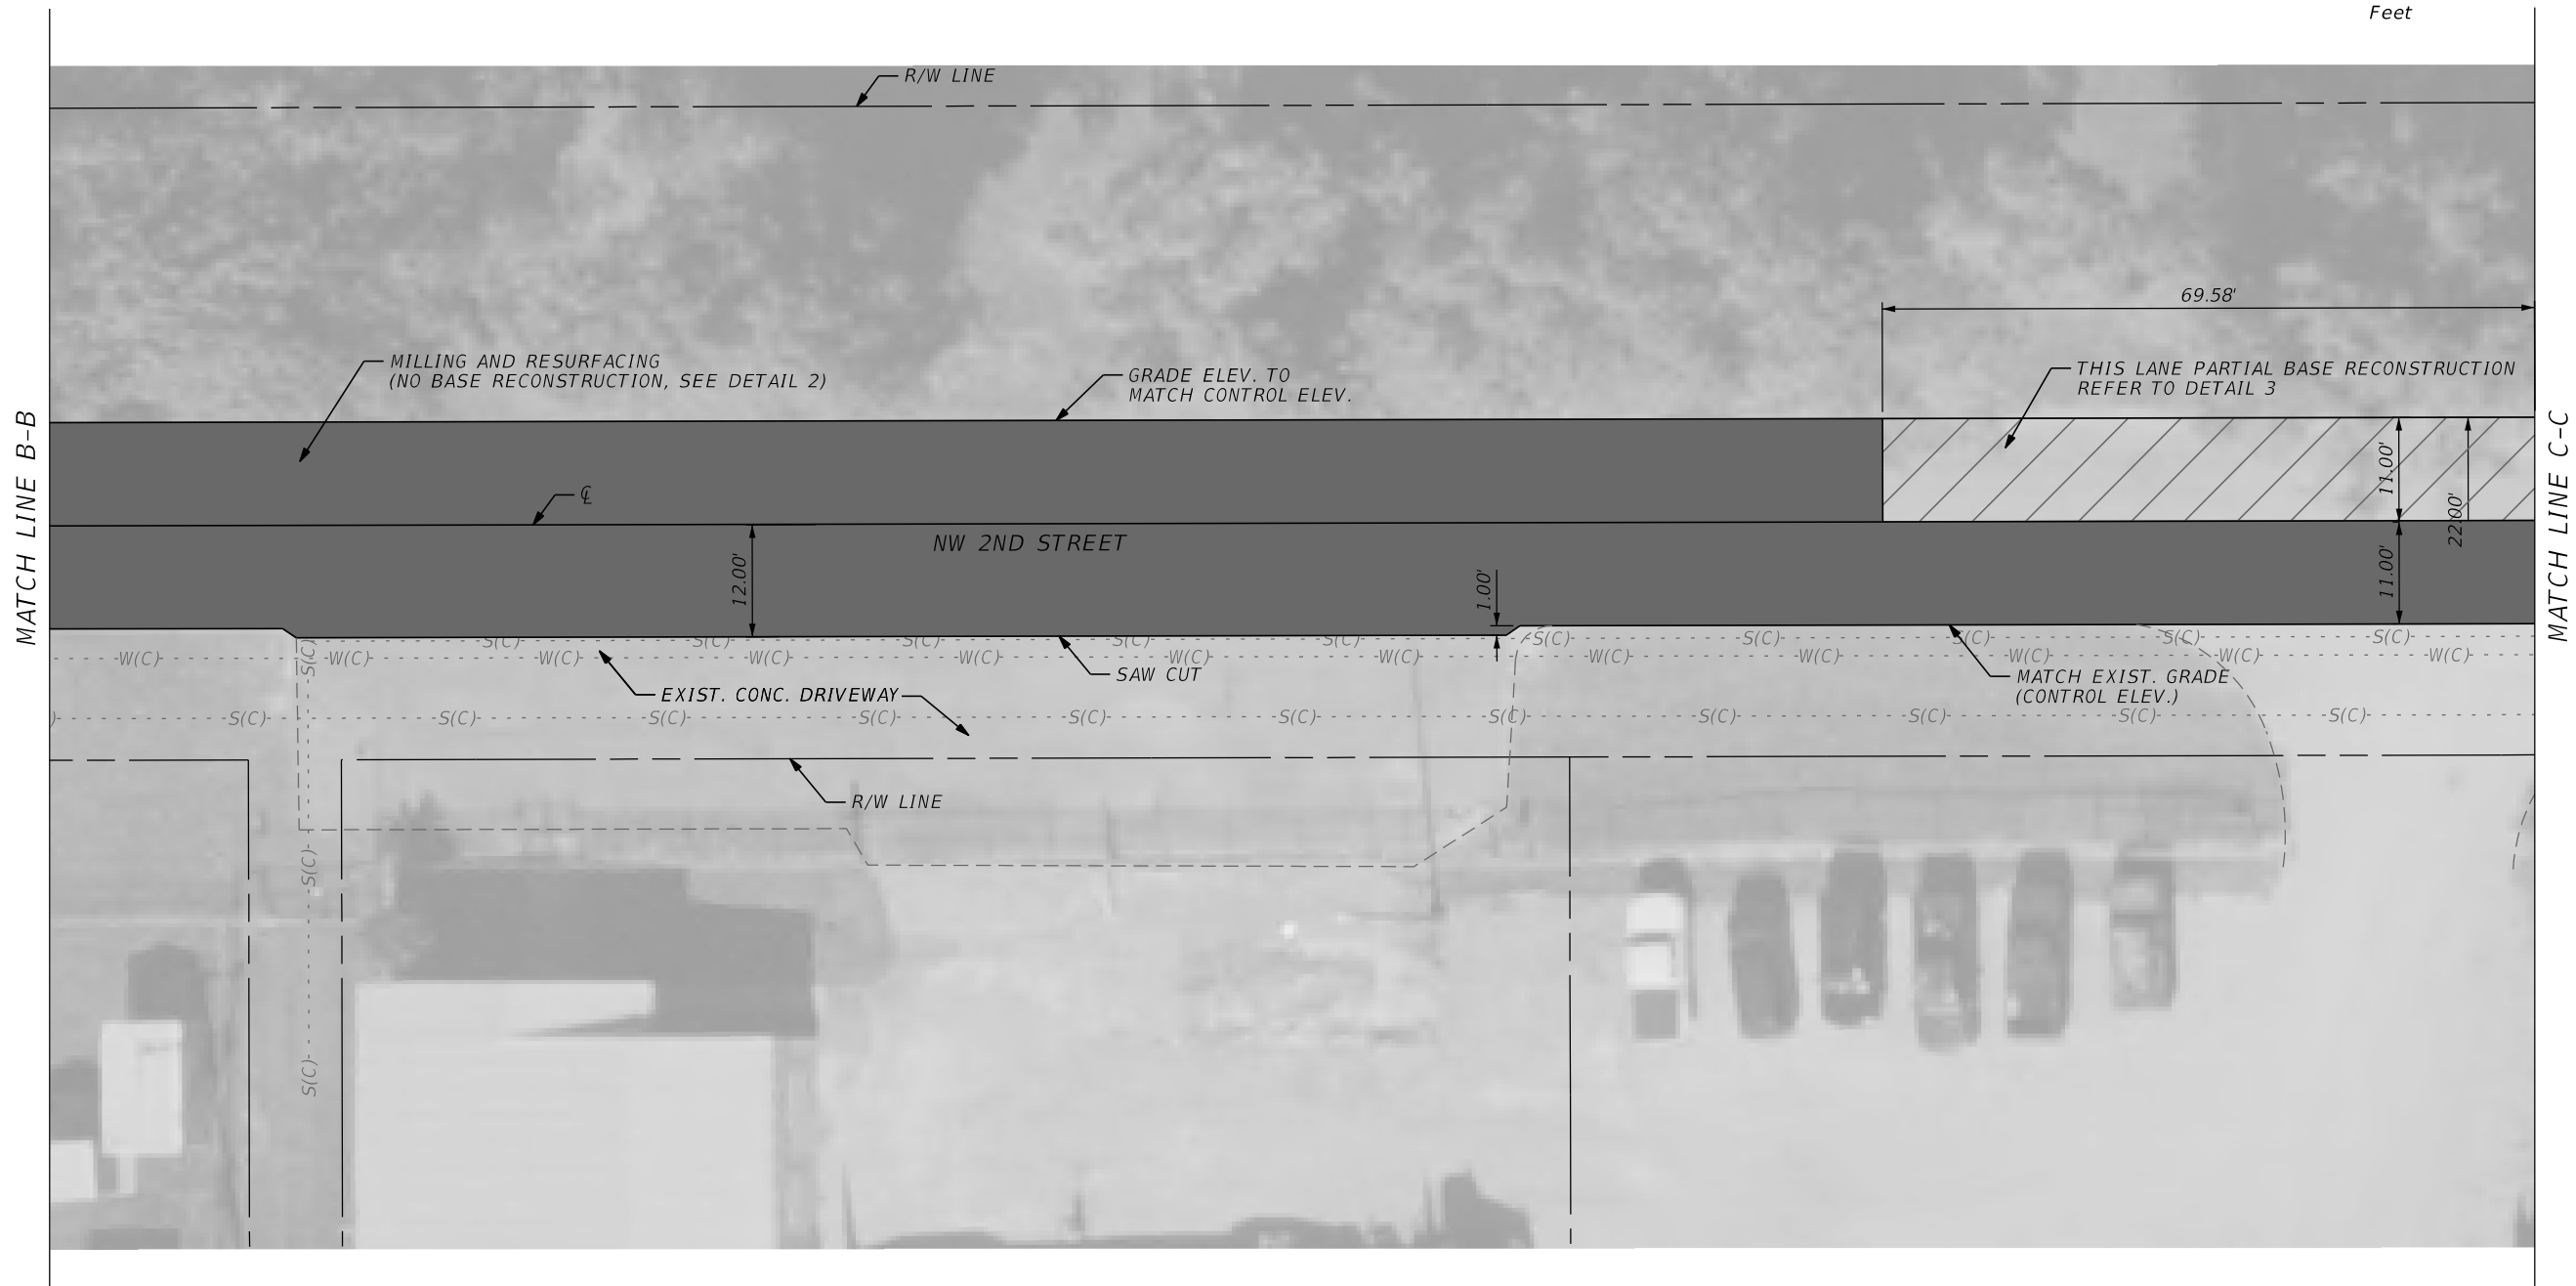 Feet
R/W LINE
69.58'
MILLING AND RESURFACING
(NO BASE RECONSTRUCTION, SEE DETAIL 2)
GRADE ELEV. TO
MATCH CONTROL ELEV.
THIS LANE PARTIAL BASE RECONSTRUCTION
REFER TO DETAIL 3
MATCH LINE B-B
MATCH LINE C-C
11.00'
22.00'
℄
NW 2ND STREET
12.00'
1.00'
11.00'
S(C) S(C) S(C) S(C) S(C) S(C) S(C) S(C) S(C) S(C)
S(C)
W(C) W(C) W(C) W(C) W(C) W(C) W(C) W(C) W(C) W(C) W(C) W(C)
SAW CUT
EXIST. CONC. DRIVEWAY
MATCH EXIST. GRADE
(CONTROL ELEV.)
) S(C) S(C) S(C) S(C) S(C) S(C) S(C) S(C) S(C) S(C) S(C)
R/W LINE
S(C)
S(C)